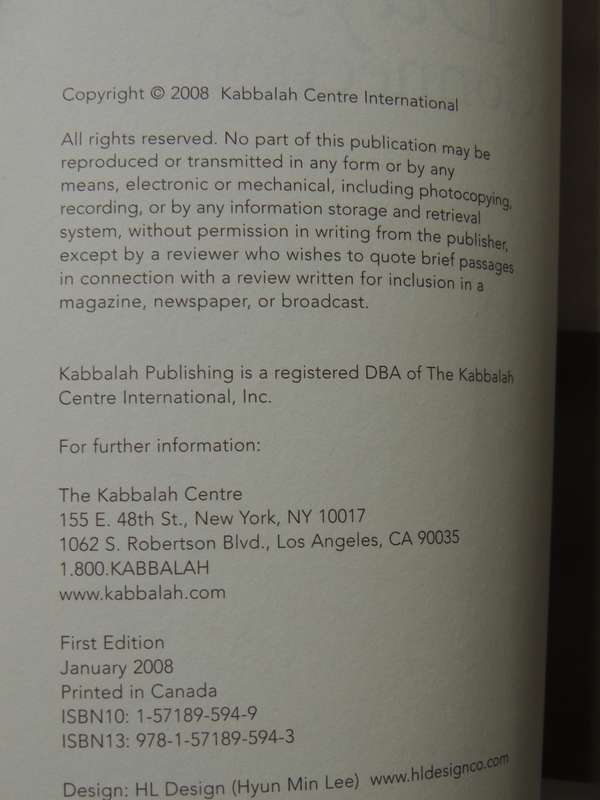 Copyright © 2008 Kabbalah Centre International
All rights reserved. No part of this publication may be
reproduced or transmitted in any form or by any
means, electronic or mechanical, including photocopying,
recording, or by any information storage and retrieval
system, without permission in writing from the publisher,
except by a reviewer who wishes to quote brief passages
in connection with a review written for inclusion in a
magazine, newspaper, or broadcast.
Kabbalah Publishing is a registered DBA of The Kabbalah
Centre International, Inc.
For further information:
The Kabbalah Centre
155 E. 48th St., New York, NY 10017
1062 S. Robertson Blvd., Los Angeles, CA 90035
1.800.KABBALAH
www.kabbalah.com
First Edition
January 2008
Printed in Canada
ISBN10: 1-57189-594-9
ISBN13: 978-1-57189-594-3
Design: HL Design (Hyun Min Lee) www.hldesignco.com